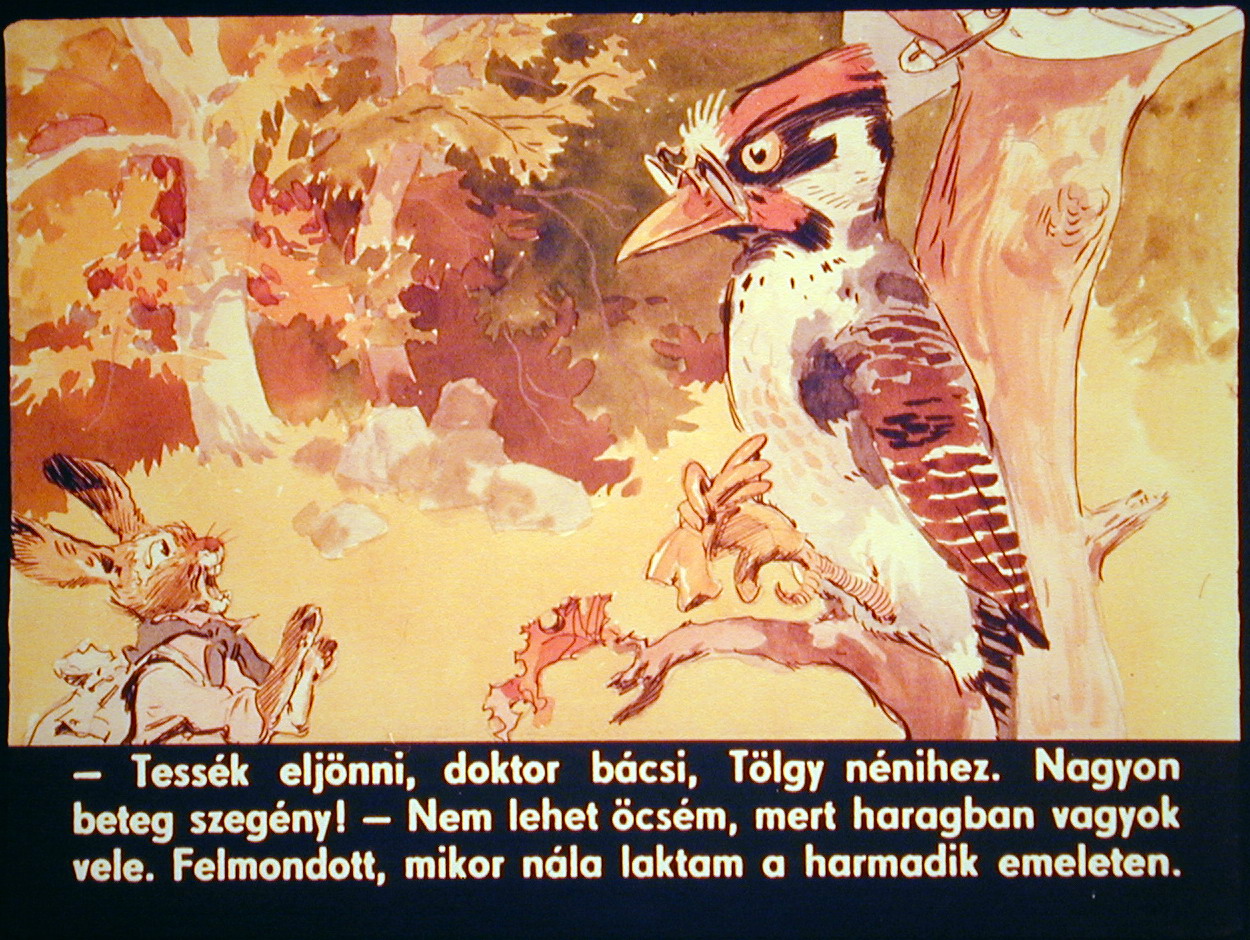 – Tessék eljönni, doktor bácsi, Tölgy nénihez. Nagyon
beteg szegény! – Nem lehet öcsém, mert haragban vagyok
vele. Felmondott, mikor nála laktam a harmadik emeleten.